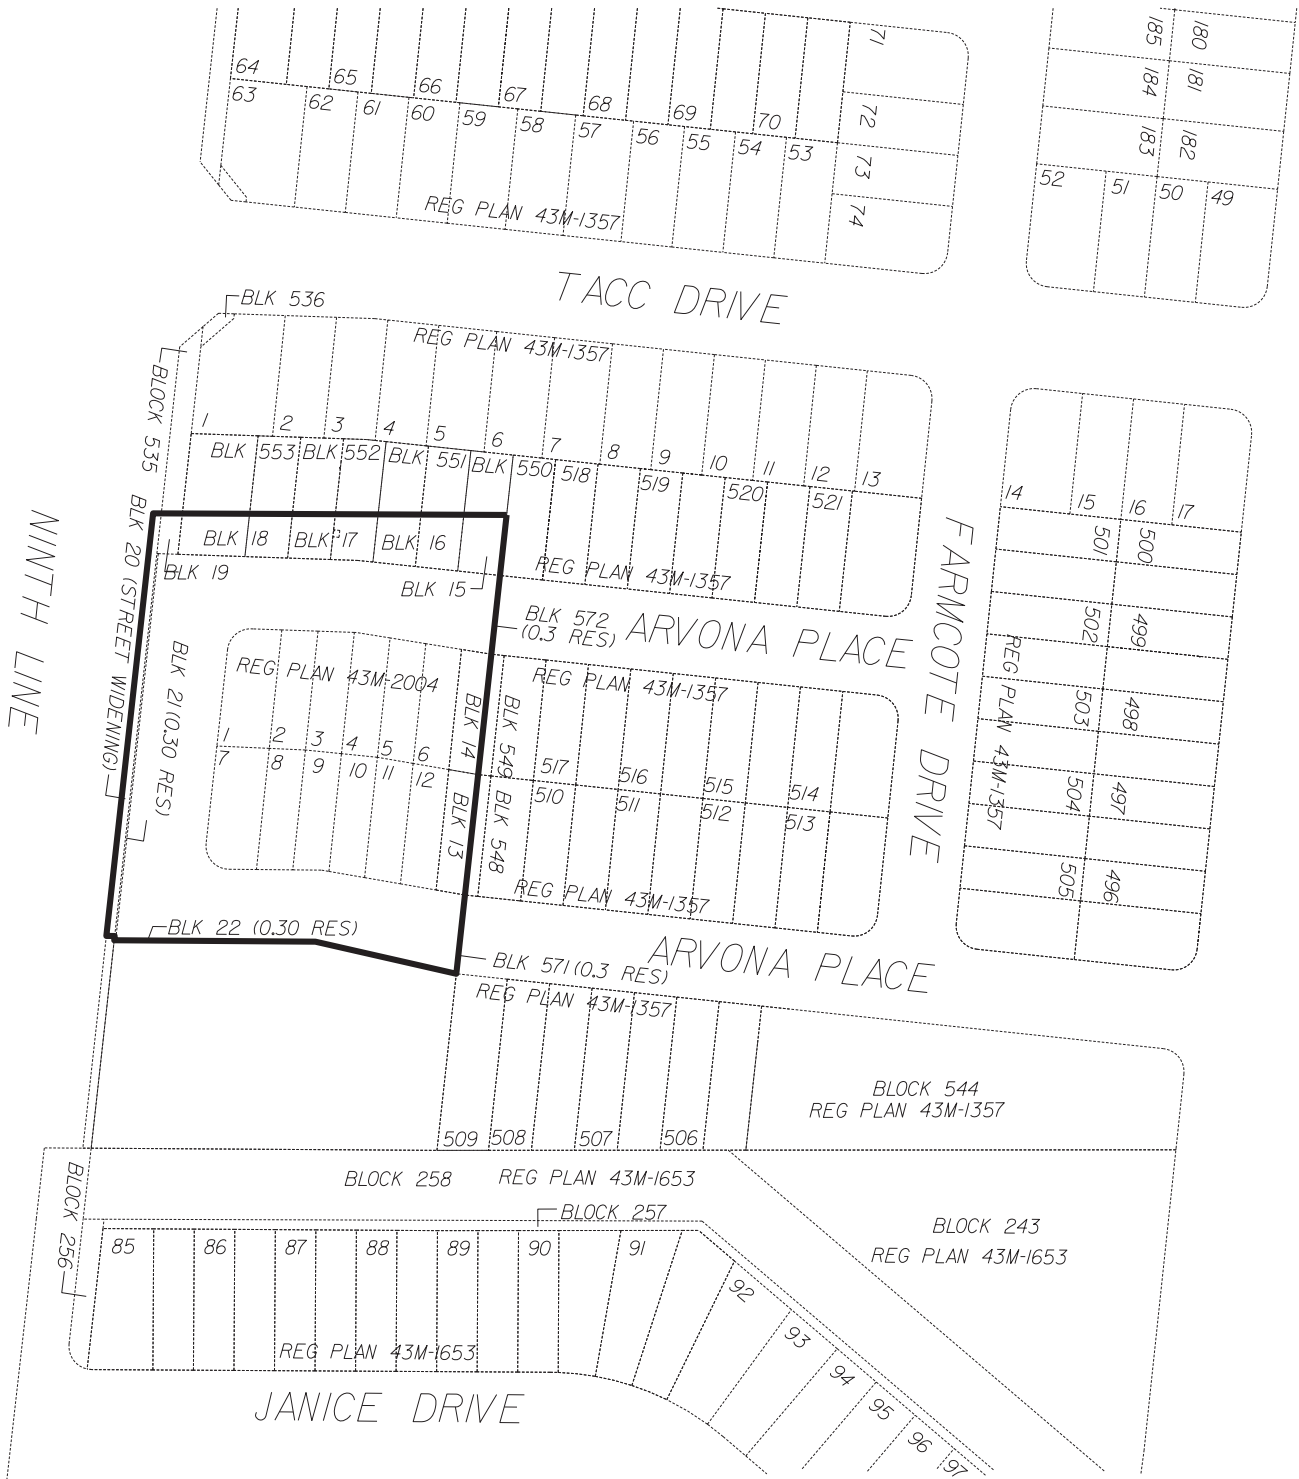 64
65
66
67
68
69
70
71
72
73
74
63
62
61
60
59
58
57
56
55
54
53
REG PLAN 43M-1357
185
180
184
181
183
182
52
51
50
49
TACC DRIVE
BLK 536
REG PLAN 43M-1357
BLOCK 535
1
2
3
4
5
6
7
8
9
10
11
12
13
BLK 553
BLK 552
BLK 551
BLK 550
518
519
520
521
14
15
16
17
NINTH LINE
BLK 20 (STREET WIDENING)
BLK 18
BLK 17
BLK 16
BLK 19
BLK 15
REG PLAN 43M-1357
BLK 572
(0.3 RES)
ARVONA PLACE
FARMCOTE DRIVE
501
500
502
499
503
498
504
497
505
496
REG PLAN 43M-1357
BLK 21 (0.30 RES)
REG PLAN 43M-2004
1
2
3
4
5
6
7
8
9
10
11
12
BLK 14
BLK 13
BLK 549
BLK 548
REG PLAN 43M-1357
517
516
515
514
510
511
512
513
REG PLAN 43M-1357
BLK 22 (0.30 RES)
ARVONA PLACE
BLK 571 (0.3 RES)
REG PLAN 43M-1357
509
508
507
506
BLOCK 544
REG PLAN 43M-1357
BLOCK 258
REG PLAN 43M-1653
BLOCK 256
BLOCK 257
BLOCK 243
REG PLAN 43M-1653
85
86
87
88
89
90
91
92
93
94
95
96
97
REG PLAN 43M-1653
JANICE DRIVE